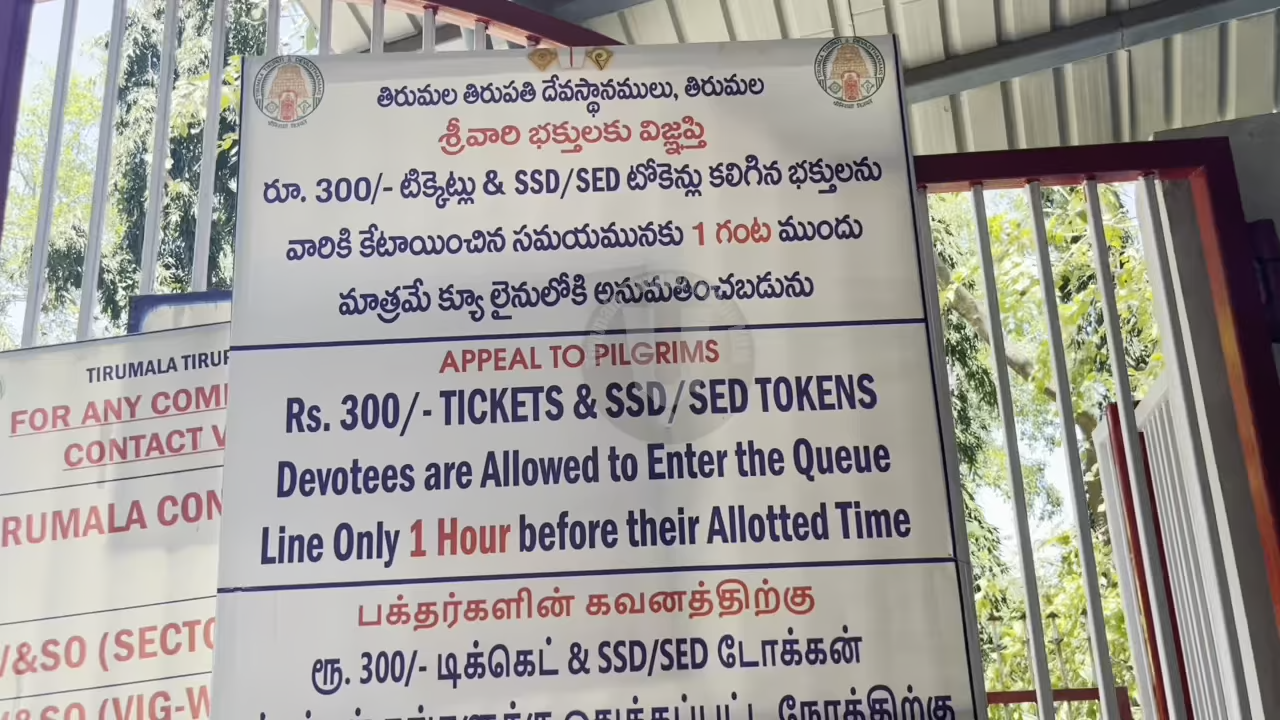 తిరుమల తిరుపతి దేవస్థానములు, తిరుమల
శ్రీవారి భక్తులకు విజ్ఞప్తి
రూ. 300/- టిక్కెట్లు & SSD/SED టోకెన్లు కలిగిన భక్తులను
వారికి కేటాయించిన సమయమునకు 1 గంట ముందు
మాత్రమే క్యూ లైనులోకి అనుమతించబడును
APPEAL TO PILGRIMS
Rs. 300/- TICKETS & SSD/SED TOKENS
Devotees are Allowed to Enter the Queue
Line Only 1 Hour before their Allotted Time
பக்தர்களின் கவனத்திற்கு
ரூ. 300/- டிக்கெட் & SSD/SED டோக்கன்
நேரத்திற்கு
TIRUMALA TIRUP
FOR ANY COM
CONTACT V
RUMALA CON
V&SO (SECTO
V&SO (VIG-W